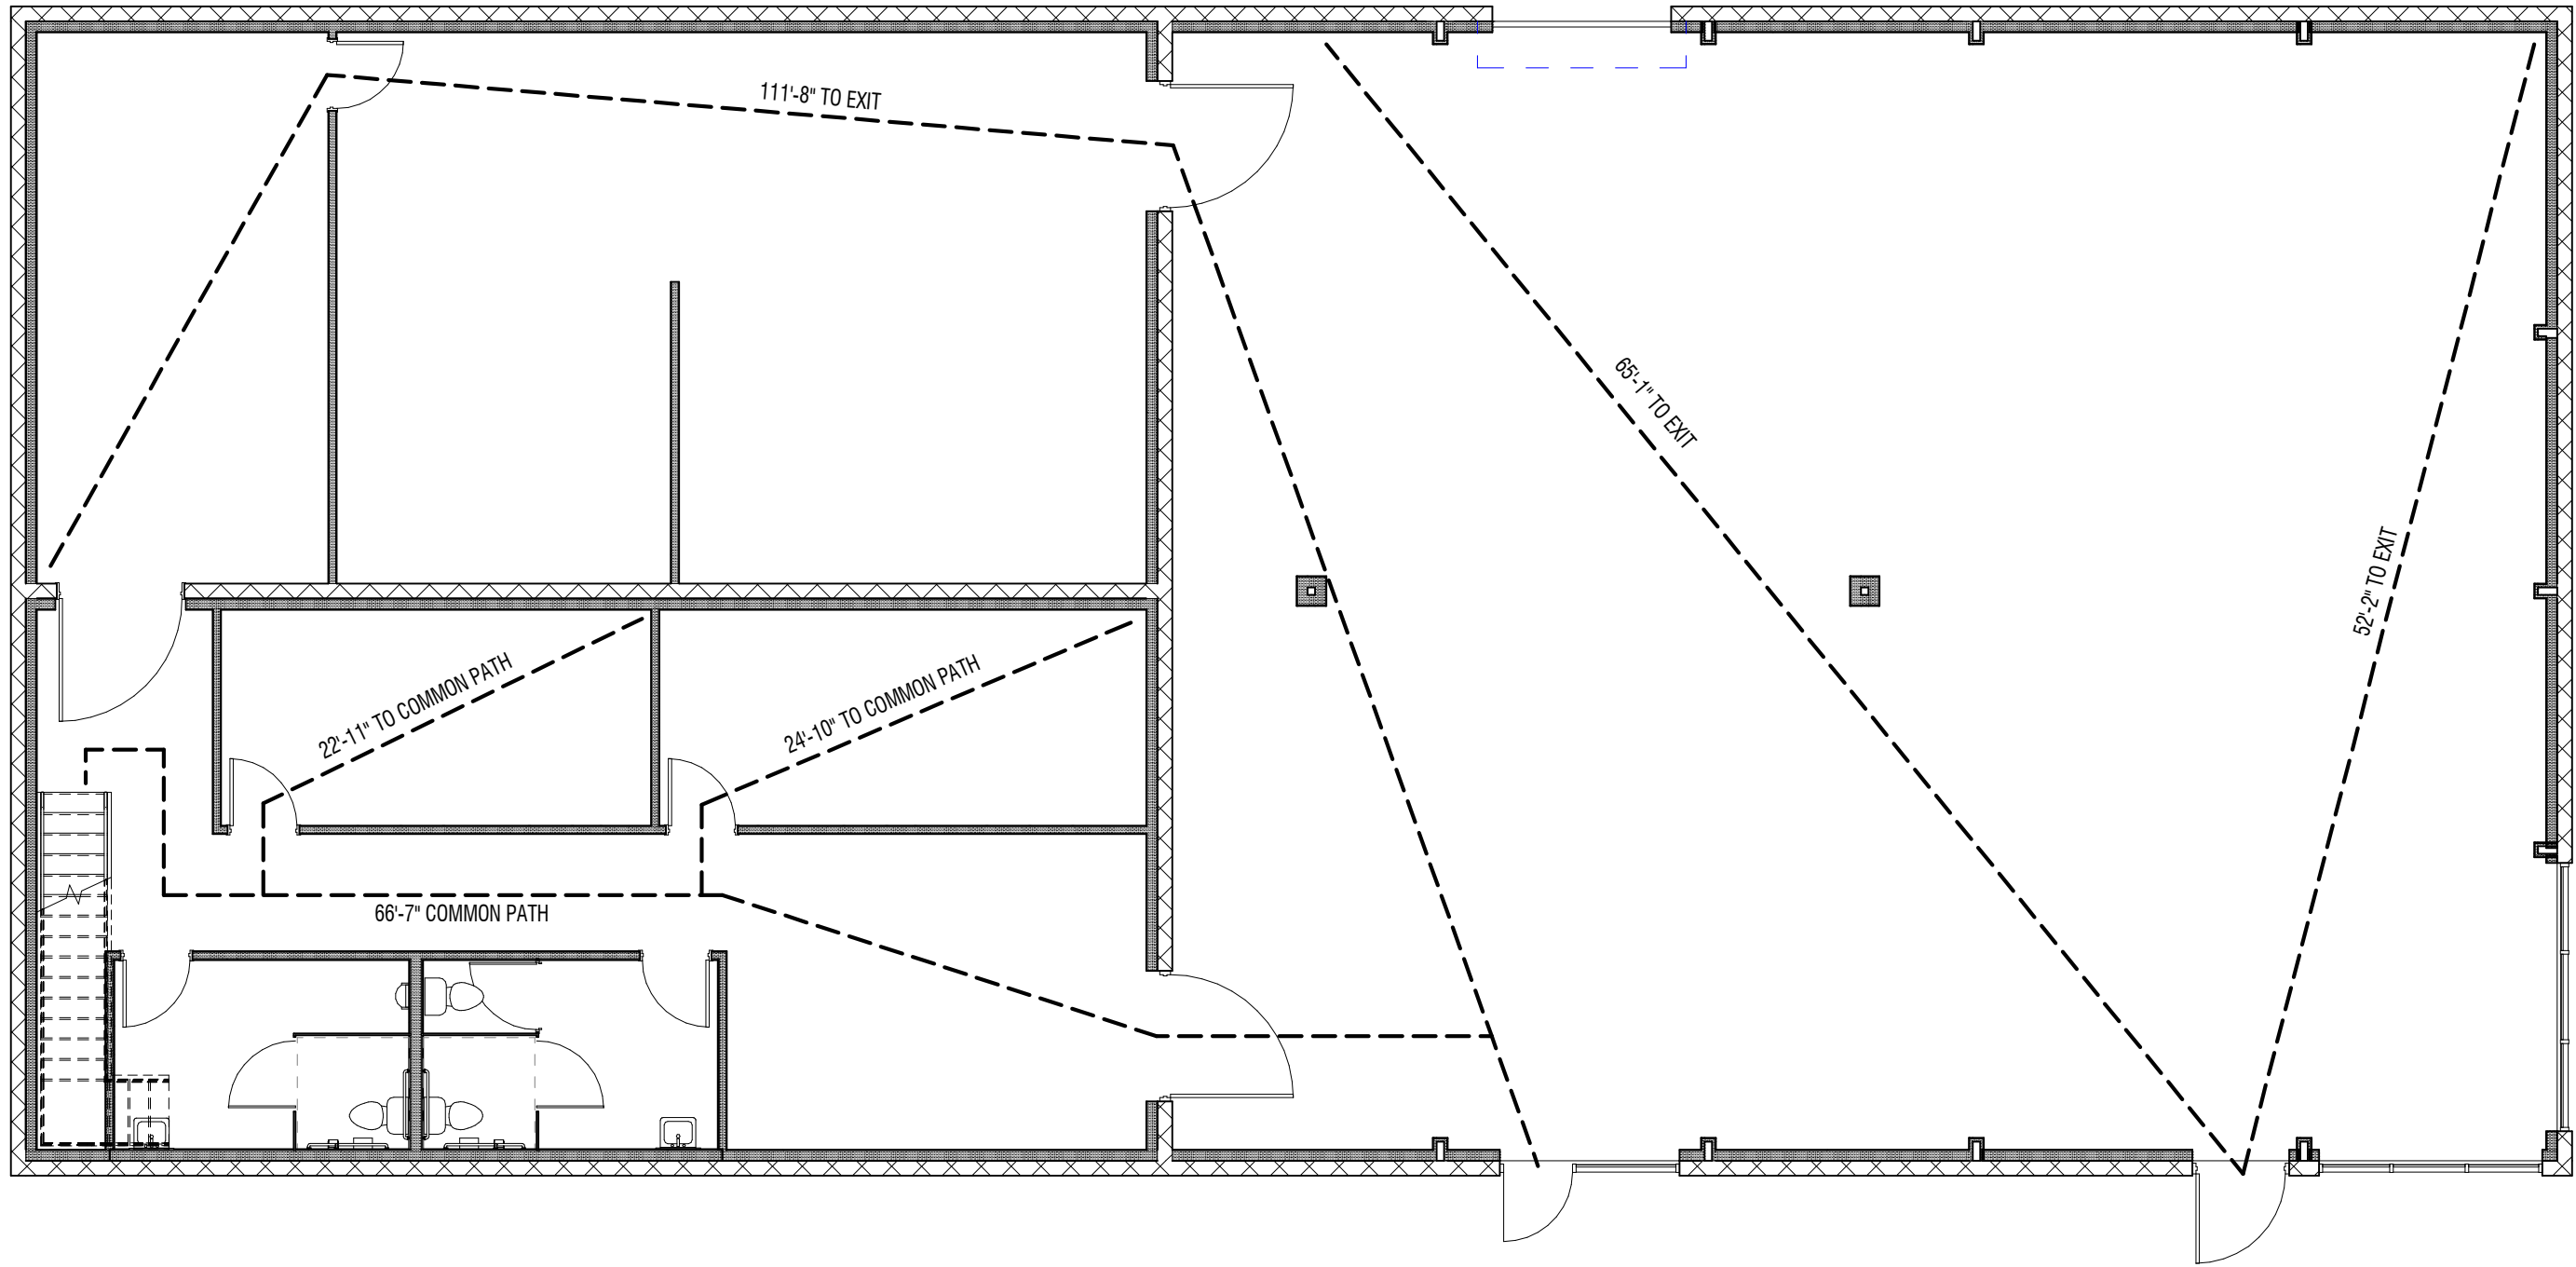 111'-8" TO EXIT
65'-1" TO EXIT
52'-2" TO EXIT
22'-11" TO COMMON PATH
24'-10" TO COMMON PATH
66'-7" COMMON PATH